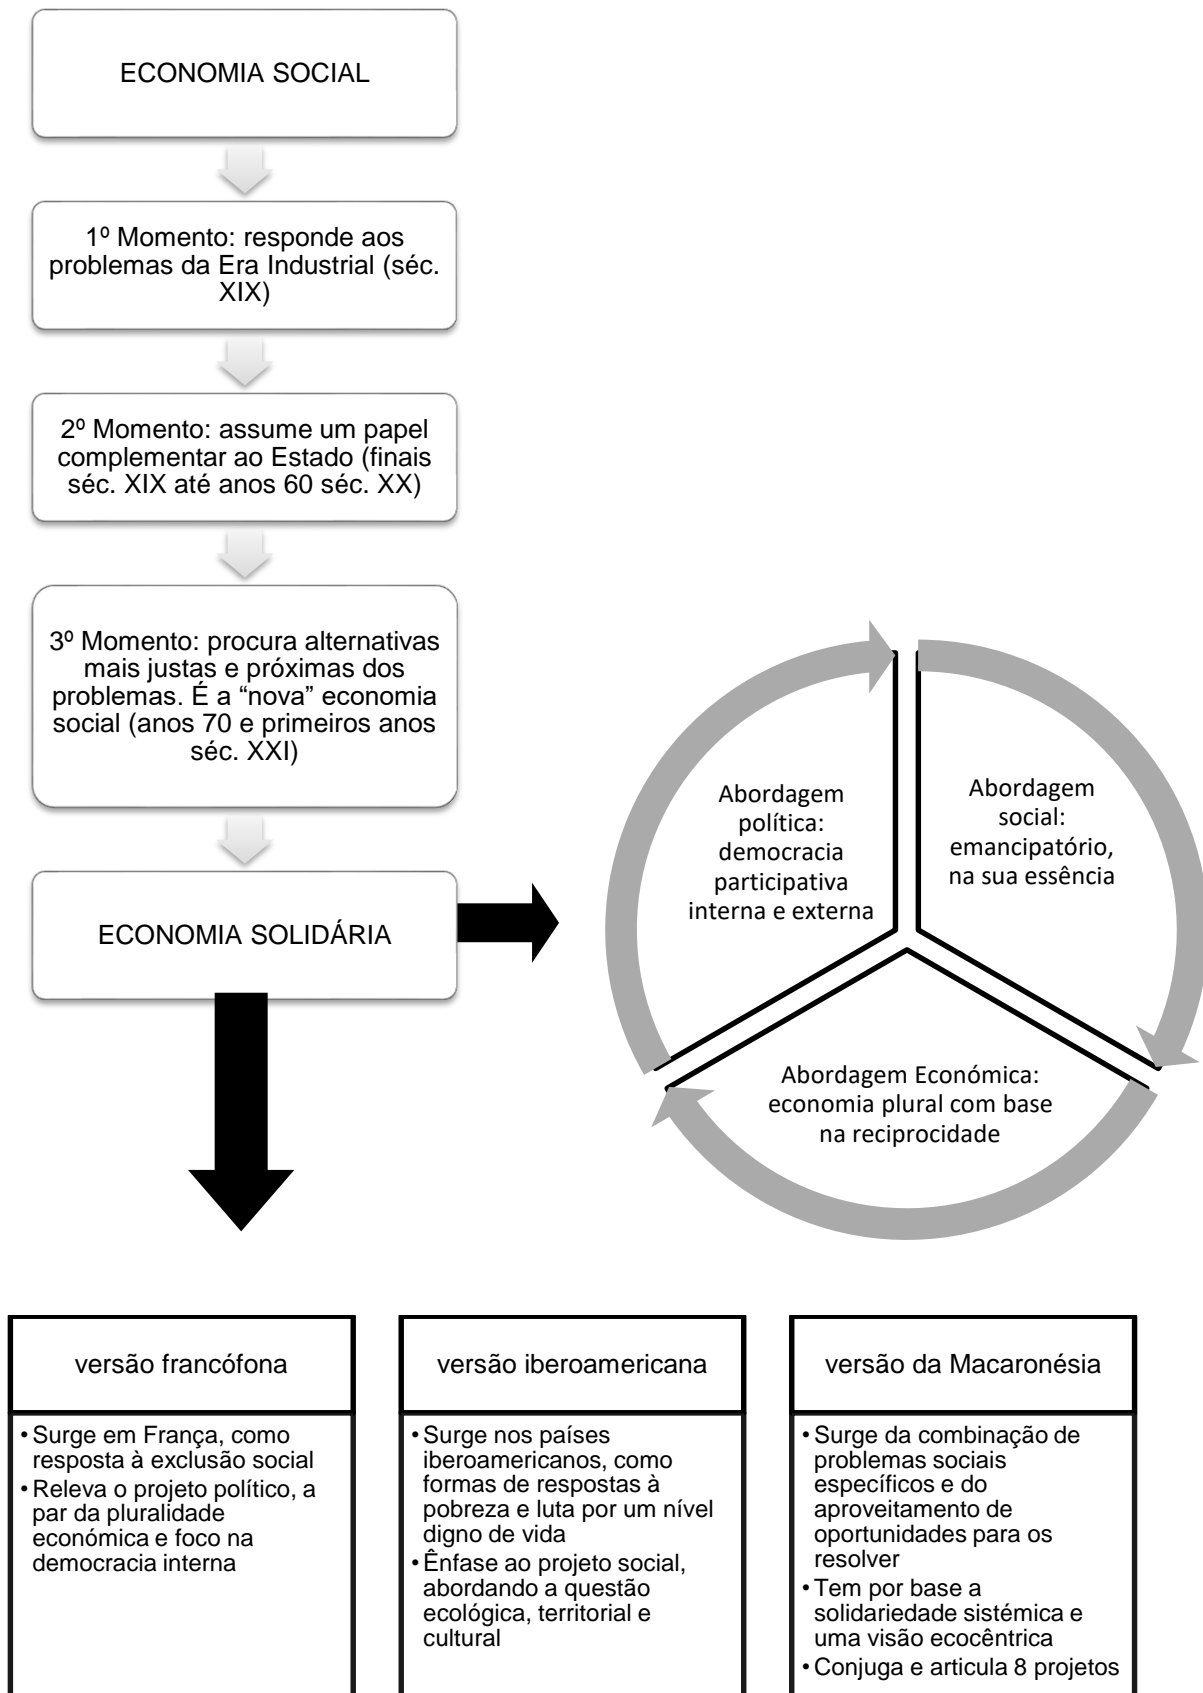 ECONOMIA SOCIAL
1º Momento: responde aos
problemas da Era Industrial (séc.
XIX)
2º Momento: assume um papel
complementar ao Estado (finais
séc. XIX até anos 60 séc. XX)
3º Momento: procura alternativas
mais justas e próximas dos
problemas. É a “nova” economia
social (anos 70 e primeiros anos
séc. XXI)
ECONOMIA SOLIDÁRIA
Abordagem
política:
democracia
participativa
interna e externa
Abordagem
social:
emancipatório,
na sua essência
Abordagem Económica:
economia plural com base
na reciprocidade
versão francófona
• Surge em França, como
resposta à exclusão social
• Releva o projeto político, a
par da pluralidade
económica e foco na
democracia interna
versão iberoamericana
• Surge nos países
iberoamericanos, como
formas de respostas à
pobreza e luta por um nível
digno de vida
• Ênfase ao projeto social,
abordando a questão
ecológica, territorial e
cultural
versão da Macaronésia
• Surge da combinação de
problemas sociais
específicos e do
aproveitamento de
oportunidades para os
resolver
• Tem por base a
solidariedade sistémica e
uma visão ecocêntrica
• Conjuga e articula 8 projetos